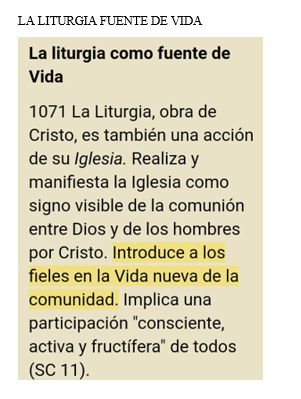 LA LITURGIA FUENTE DE VIDA
La liturgia como fuente de
Vida
1071 La Liturgia, obra de
Cristo, es también una acción
de su Iglesia. Realiza y
manifiesta la Iglesia como
signo visible de la comunión
entre Dios y de los hombres
por Cristo. Introduce a los
fieles en la Vida nueva de la
comunidad. Implica una
participación "consciente,
activa y fructífera" de todos
(SC 11).